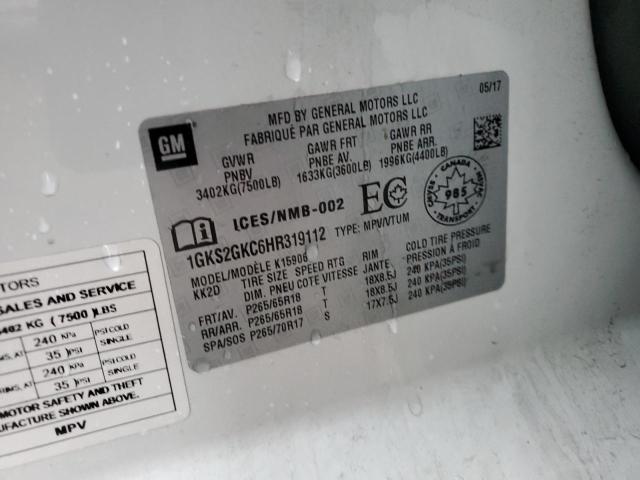 GM
MFD BY GENERAL MOTORS LLC
05/17
FABRIQUÉ PAR GENERAL MOTORS LLC
GVWR
PNBV
3402KG(7500LB)
GAWR FRT
PNBE AV.
1633KG(3600LB)
GAWR RR
PNBE ARR.
1996KG(4400LB)
ICES/NMB-002
EC
CANADA
985
TRANSPORT
1GKS2GKC6HR319112
TYPE: MPV/VTUM
MODEL/MODÈLE K15906
KK2D
TIRE SIZE SPEED RTG RIM COLD TIRE PRESSURE
DIM. PNEU COTE VITESSE JANTE PRESSION À FROID
FRT/AV. P265/65R18 T 18X8.5J 240 KPA(35PSI)
RR/ARR. P265/65R18 T 18X8.5J 240 KPA(35PSI)
SPA/SOS P265/70R17 S 17X7.5J 240 KPA(35PSI)
SALES AND SERVICE
3402 KG ( 7500 )LBS
240 KPA PSI COLD
35 ) SINGLE
240 KPA PSI/COLD
35 ) SINGLE
MOTOR SAFETY AND THEFT
SHOWN ABOVE.
MPV